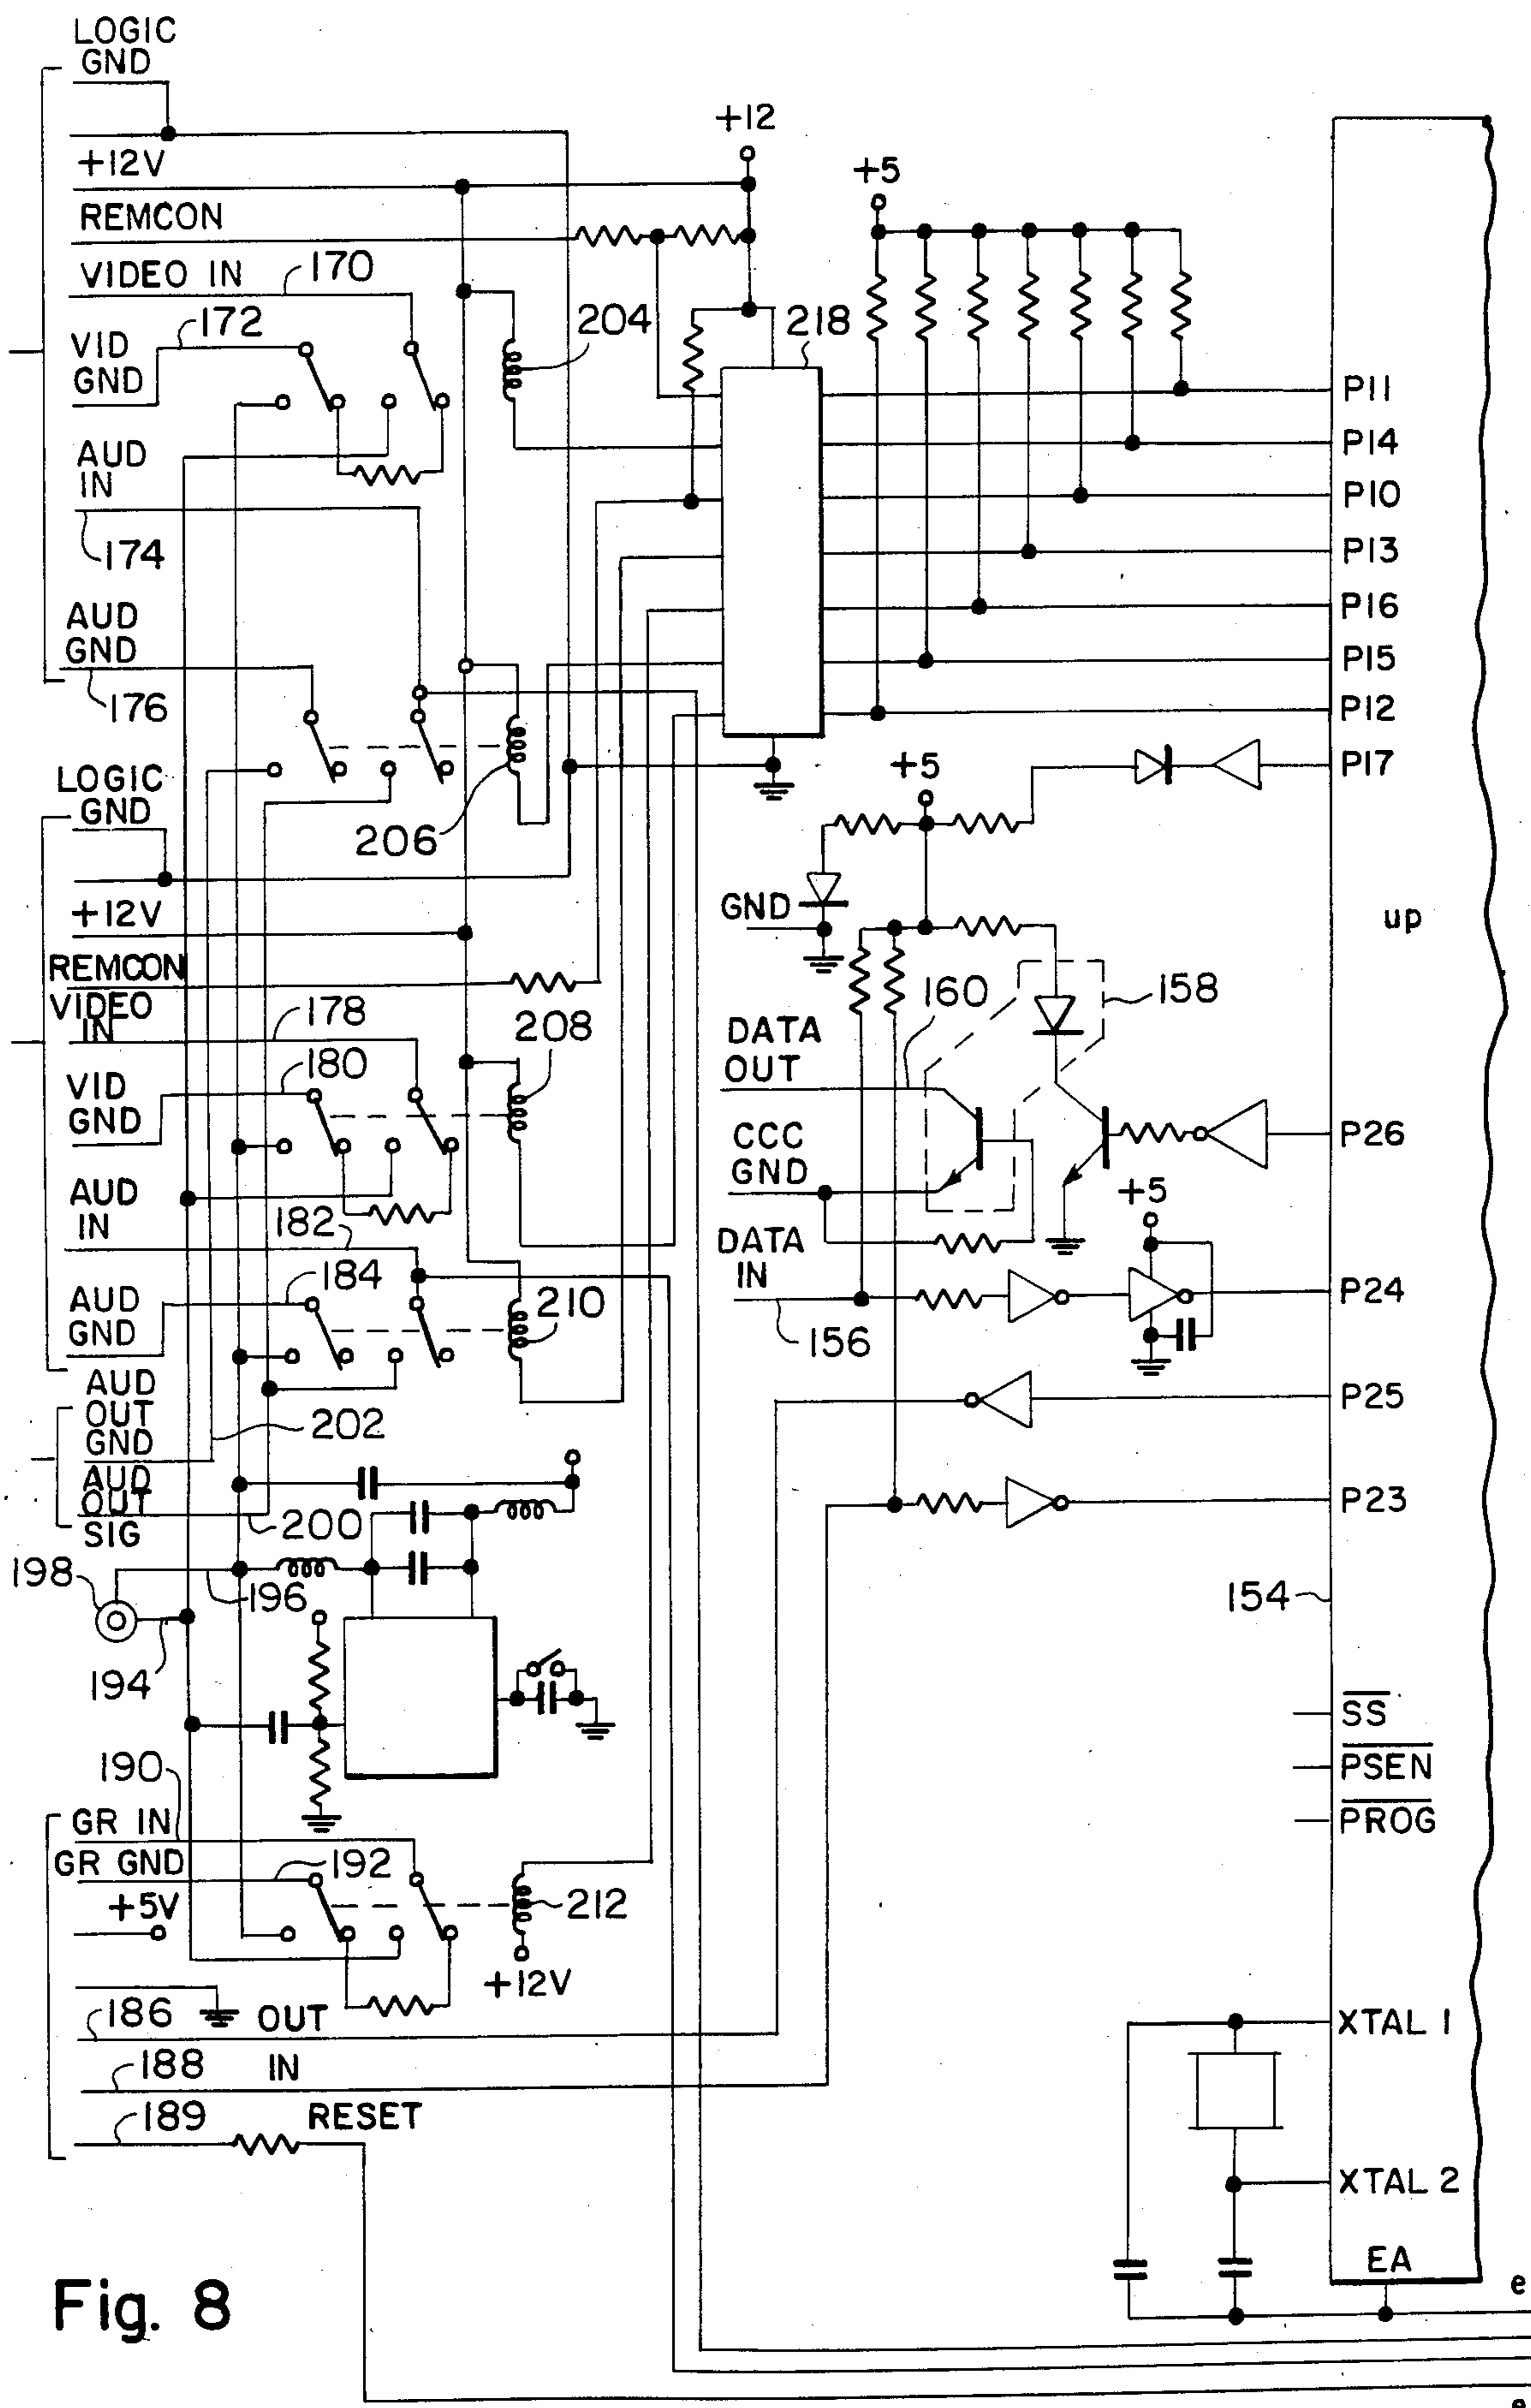 LOGIC
GND
+12V
REMCON
VIDEO IN
170
172
VID
GND
AUD
IN
174
AUD
GND
176
204
+12
218
+5
206
LOGIC
GND
+12V
REMCON
VIDEO
IN
178
180
VID
GND
208
AUD
IN
182
184
AUD
GND
210
AUD
OUT
GND
202
AUD
OUT
SIG
200
198
196
194
190
GR IN
GR GND
192
+5V
212
+12V
186
OUT
188
IN
189
RESET
P11
P14
P10
P13
P16
P15
P12
P17
+5
GND
up
160
158
DATA
OUT
CCC
GND
P26
+5
DATA
IN
156
P24
P25
P23
154
SS
PSEN
PROG
XTAL 1
XTAL 2
EA
e
e
Fig. 8